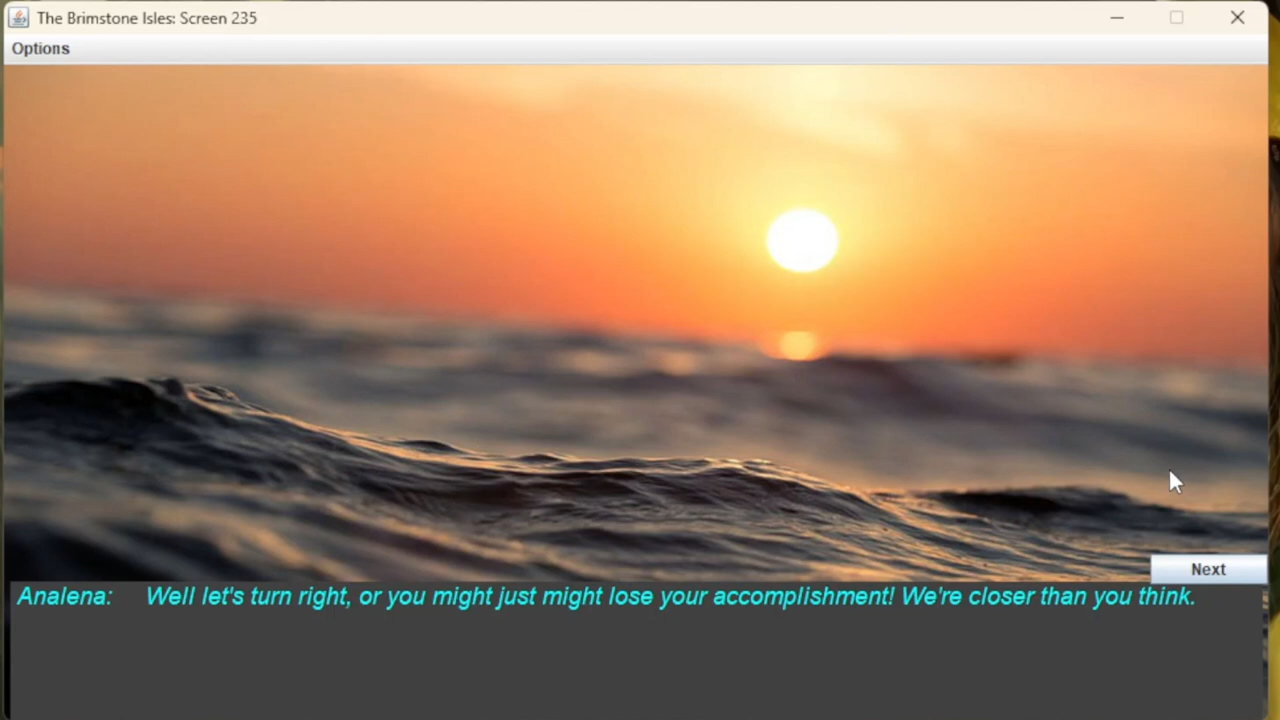 The Brimstone Isles: Screen 235
Options
Next
Analena: Well let's turn right, or you might just might lose your accomplishment! We're closer than you think.